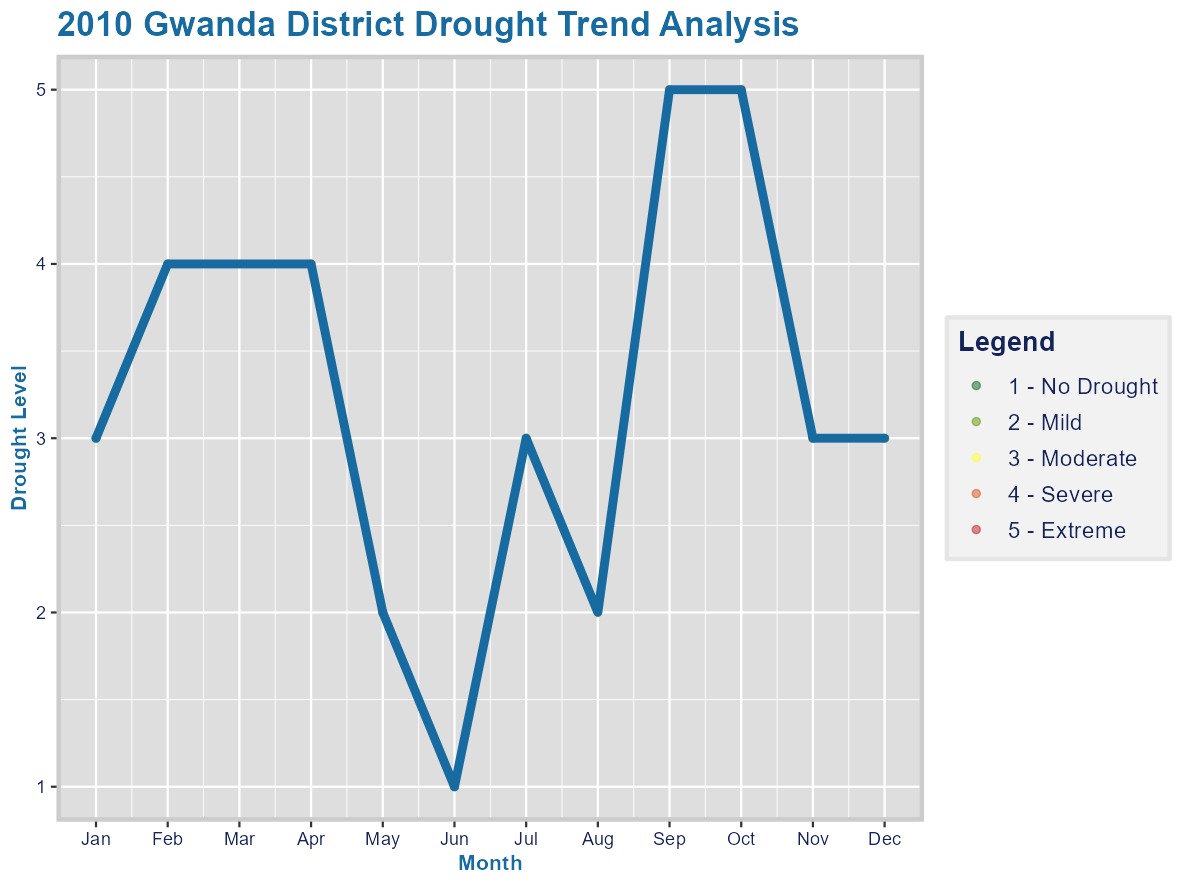 2010 Gwanda District Drought Trend Analysis
Drought Level
5
4
3
2
1
Jan Feb Mar Apr May Jun Jul Aug Sep Oct Nov Dec
Month
Legend
1 - No Drought
2 - Mild
3 - Moderate
4 - Severe
5 - Extreme